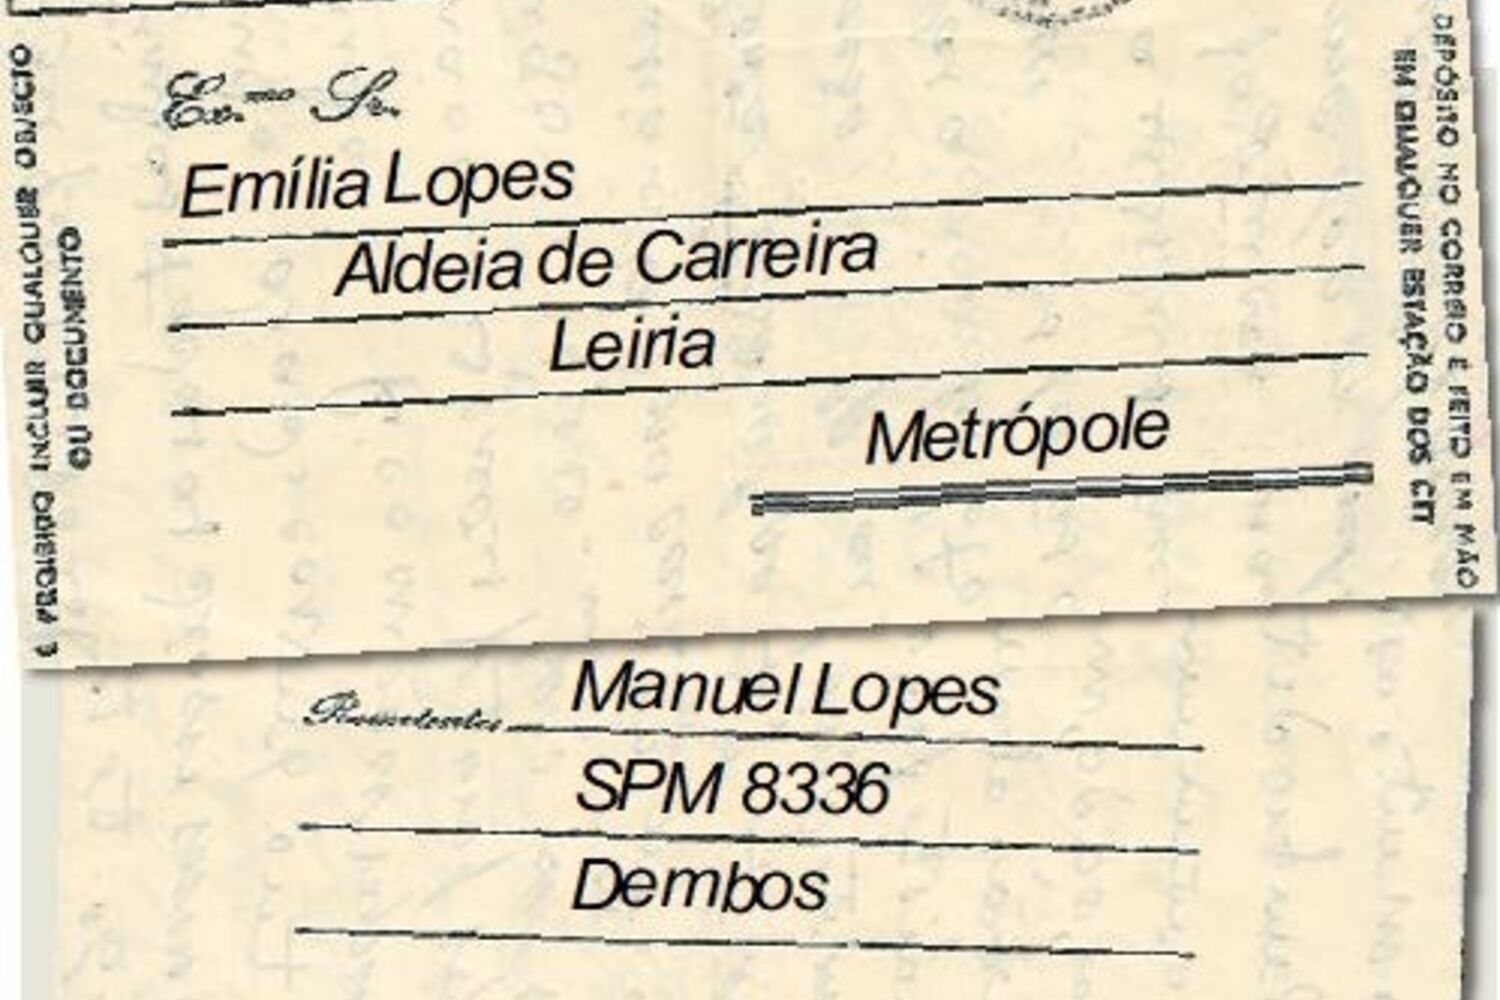 Ex.mo Sr.
Emília Lopes
Aldeia de Carreira
Leiria
Metrópole
É PROIBIDO INCLUIR QUALQUER OBJECTO
OU DOCUMENTO
O DEPÓSITO NO CORREIO É FEITO EM MÃO
EM QUALQUER ESTAÇÃO DOS CTT
Remetente
Manuel Lopes
SPM 8336
Dembos